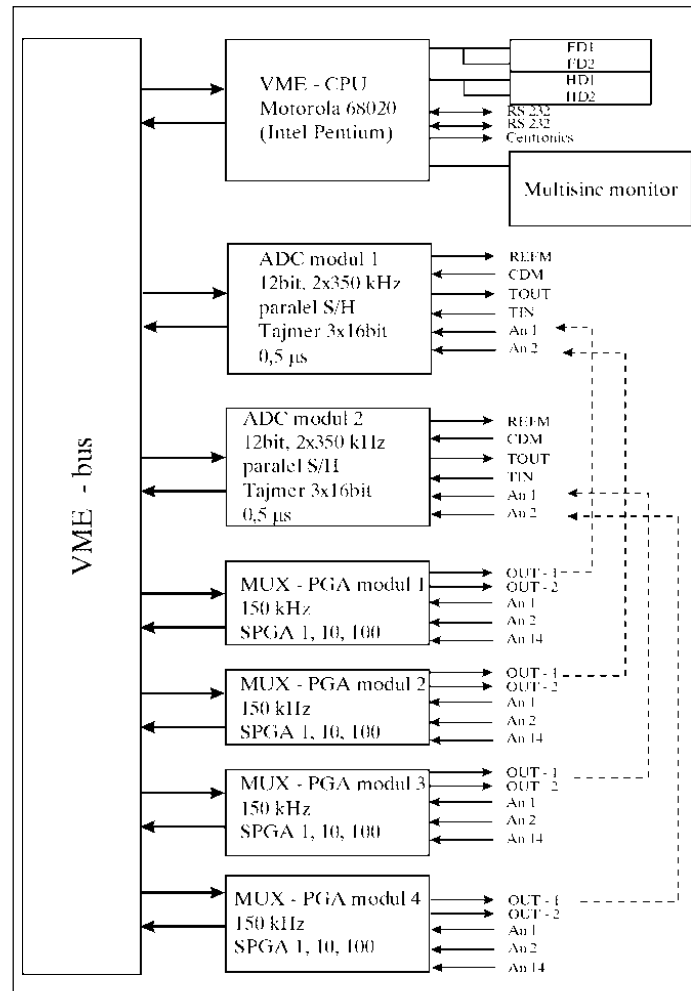 VME - bus
VME - CPU
Motorola 68020
(Intel Pentium)
FD1
FD2
HD1
HD2
RS 232
RS 232
Centronics
Multisinc monitor
ADC modul 1
12bit, 2x350 kHz
paralel S/H
Tajmer 3x16bit
0,5 µs
REFM
CDM
TOUT
TIN
An 1
An 2
ADC modul 2
12bit, 2x350 kHz
paralel S/H
Tajmer 3x16bit
0,5 µs
REFM
CDM
TOUT
TIN
An 1
An 2
MUX - PGA modul 1
150 kHz
SPGA 1, 10, 100
OUT - 1
OUT - 2
An 1
An 2
An 14
MUX - PGA modul 2
150 kHz
SPGA 1, 10, 100
OUT - 1
OUT - 2
An 1
An 2
An 14
MUX - PGA modul 3
150 kHz
SPGA 1, 10, 100
OUT - 1
OUT - 2
An 1
An 2
An 14
MUX - PGA modul 4
150 kHz
SPGA 1, 10, 100
OUT - 1
OUT - 2
An 1
An 2
An 14